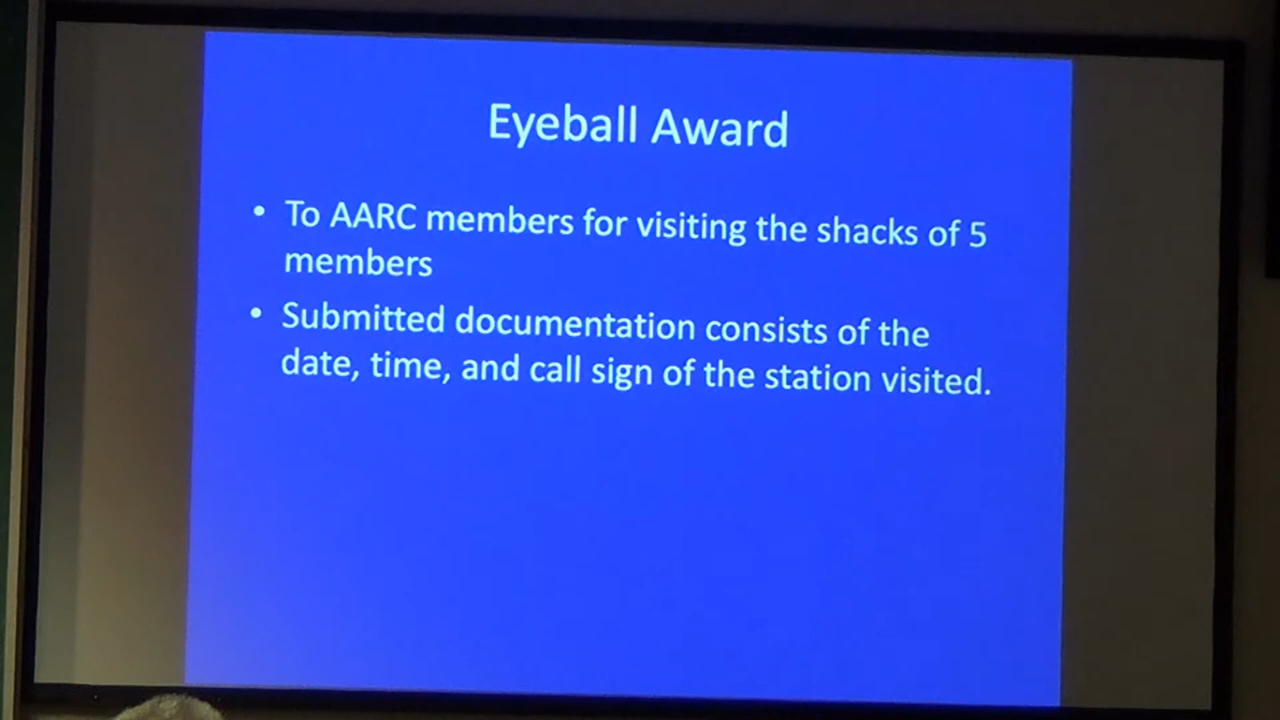 Eyeball Award
• To AARC members for visiting the shacks of 5
members
• Submitted documentation consists of the
date, time, and call sign of the station visited.